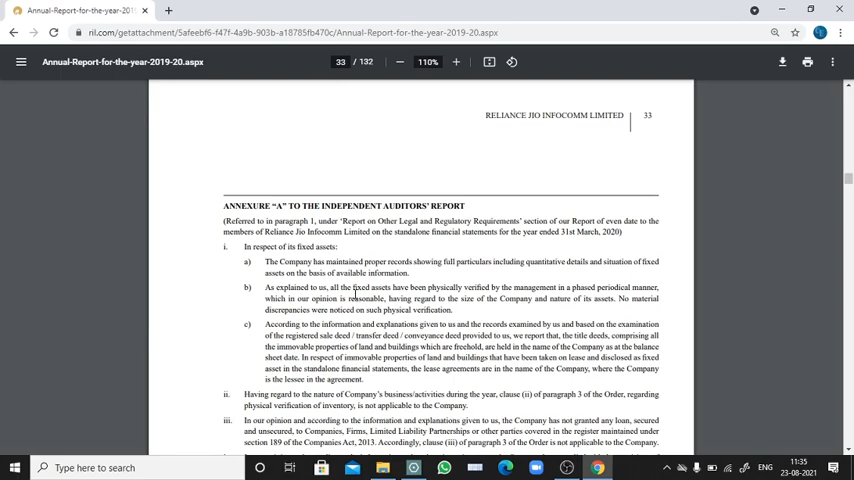 Annual-Report-for-the-year-2019-
ril.com/getattachment/5afeebf6-f47f-4a9b-903b-a18785fb470c/Annual-Report-for-the-year-2019-20.aspx
Annual-Report-for-the-year-2019-20.aspx
33 / 132
110%
RELIANCE JIO INFOCOMM LIMITED 33
ANNEXURE “A” TO THE INDEPENDENT AUDITORS’ REPORT
(Referred to in paragraph 1, under ‘Report on Other Legal and Regulatory Requirements’ section of our Report of even date to the
members of Reliance Jio Infocomm Limited on the standalone financial statements for the year ended 31st March, 2020)
i. In respect of its fixed assets:
a) The Company has maintained proper records showing full particulars including quantitative details and situation of fixed
assets on the basis of available information.
b) As explained to us, all the fixed assets have been physically verified by the management in a phased periodical manner,
which in our opinion is reasonable, having regard to the size of the Company and nature of its assets. No material
discrepancies were noticed on such physical verification.
c) According to the information and explanations given to us and the records examined by us and based on the examination
of the registered sale deed / transfer deed / conveyance deed provided to us, we report that, the title deeds, comprising all
the immovable properties of land and buildings which are freehold, are held in the name of the Company as at the balance
sheet date. In respect of immovable properties of land and buildings that have been taken on lease and disclosed as fixed
asset in the standalone financial statements, the lease agreements are in the name of the Company, where the Company
is the lessee in the agreement.
ii. Having regard to the nature of Company’s business/activities during the year, clause (ii) of paragraph 3 of the Order, regarding
physical verification of inventory, is not applicable to the Company.
iii. In our opinion and according to the information and explanations given to us, the Company has not granted any loan, secured
and unsecured, to Companies, Firms, Limited Liability Partnerships or other parties covered in the register maintained under
section 189 of the Companies Act, 2013. Accordingly, clause (iii) of paragraph 3 of the Order is not applicable to the Company.
Type here to search
ENG
11:35
23-08-2021